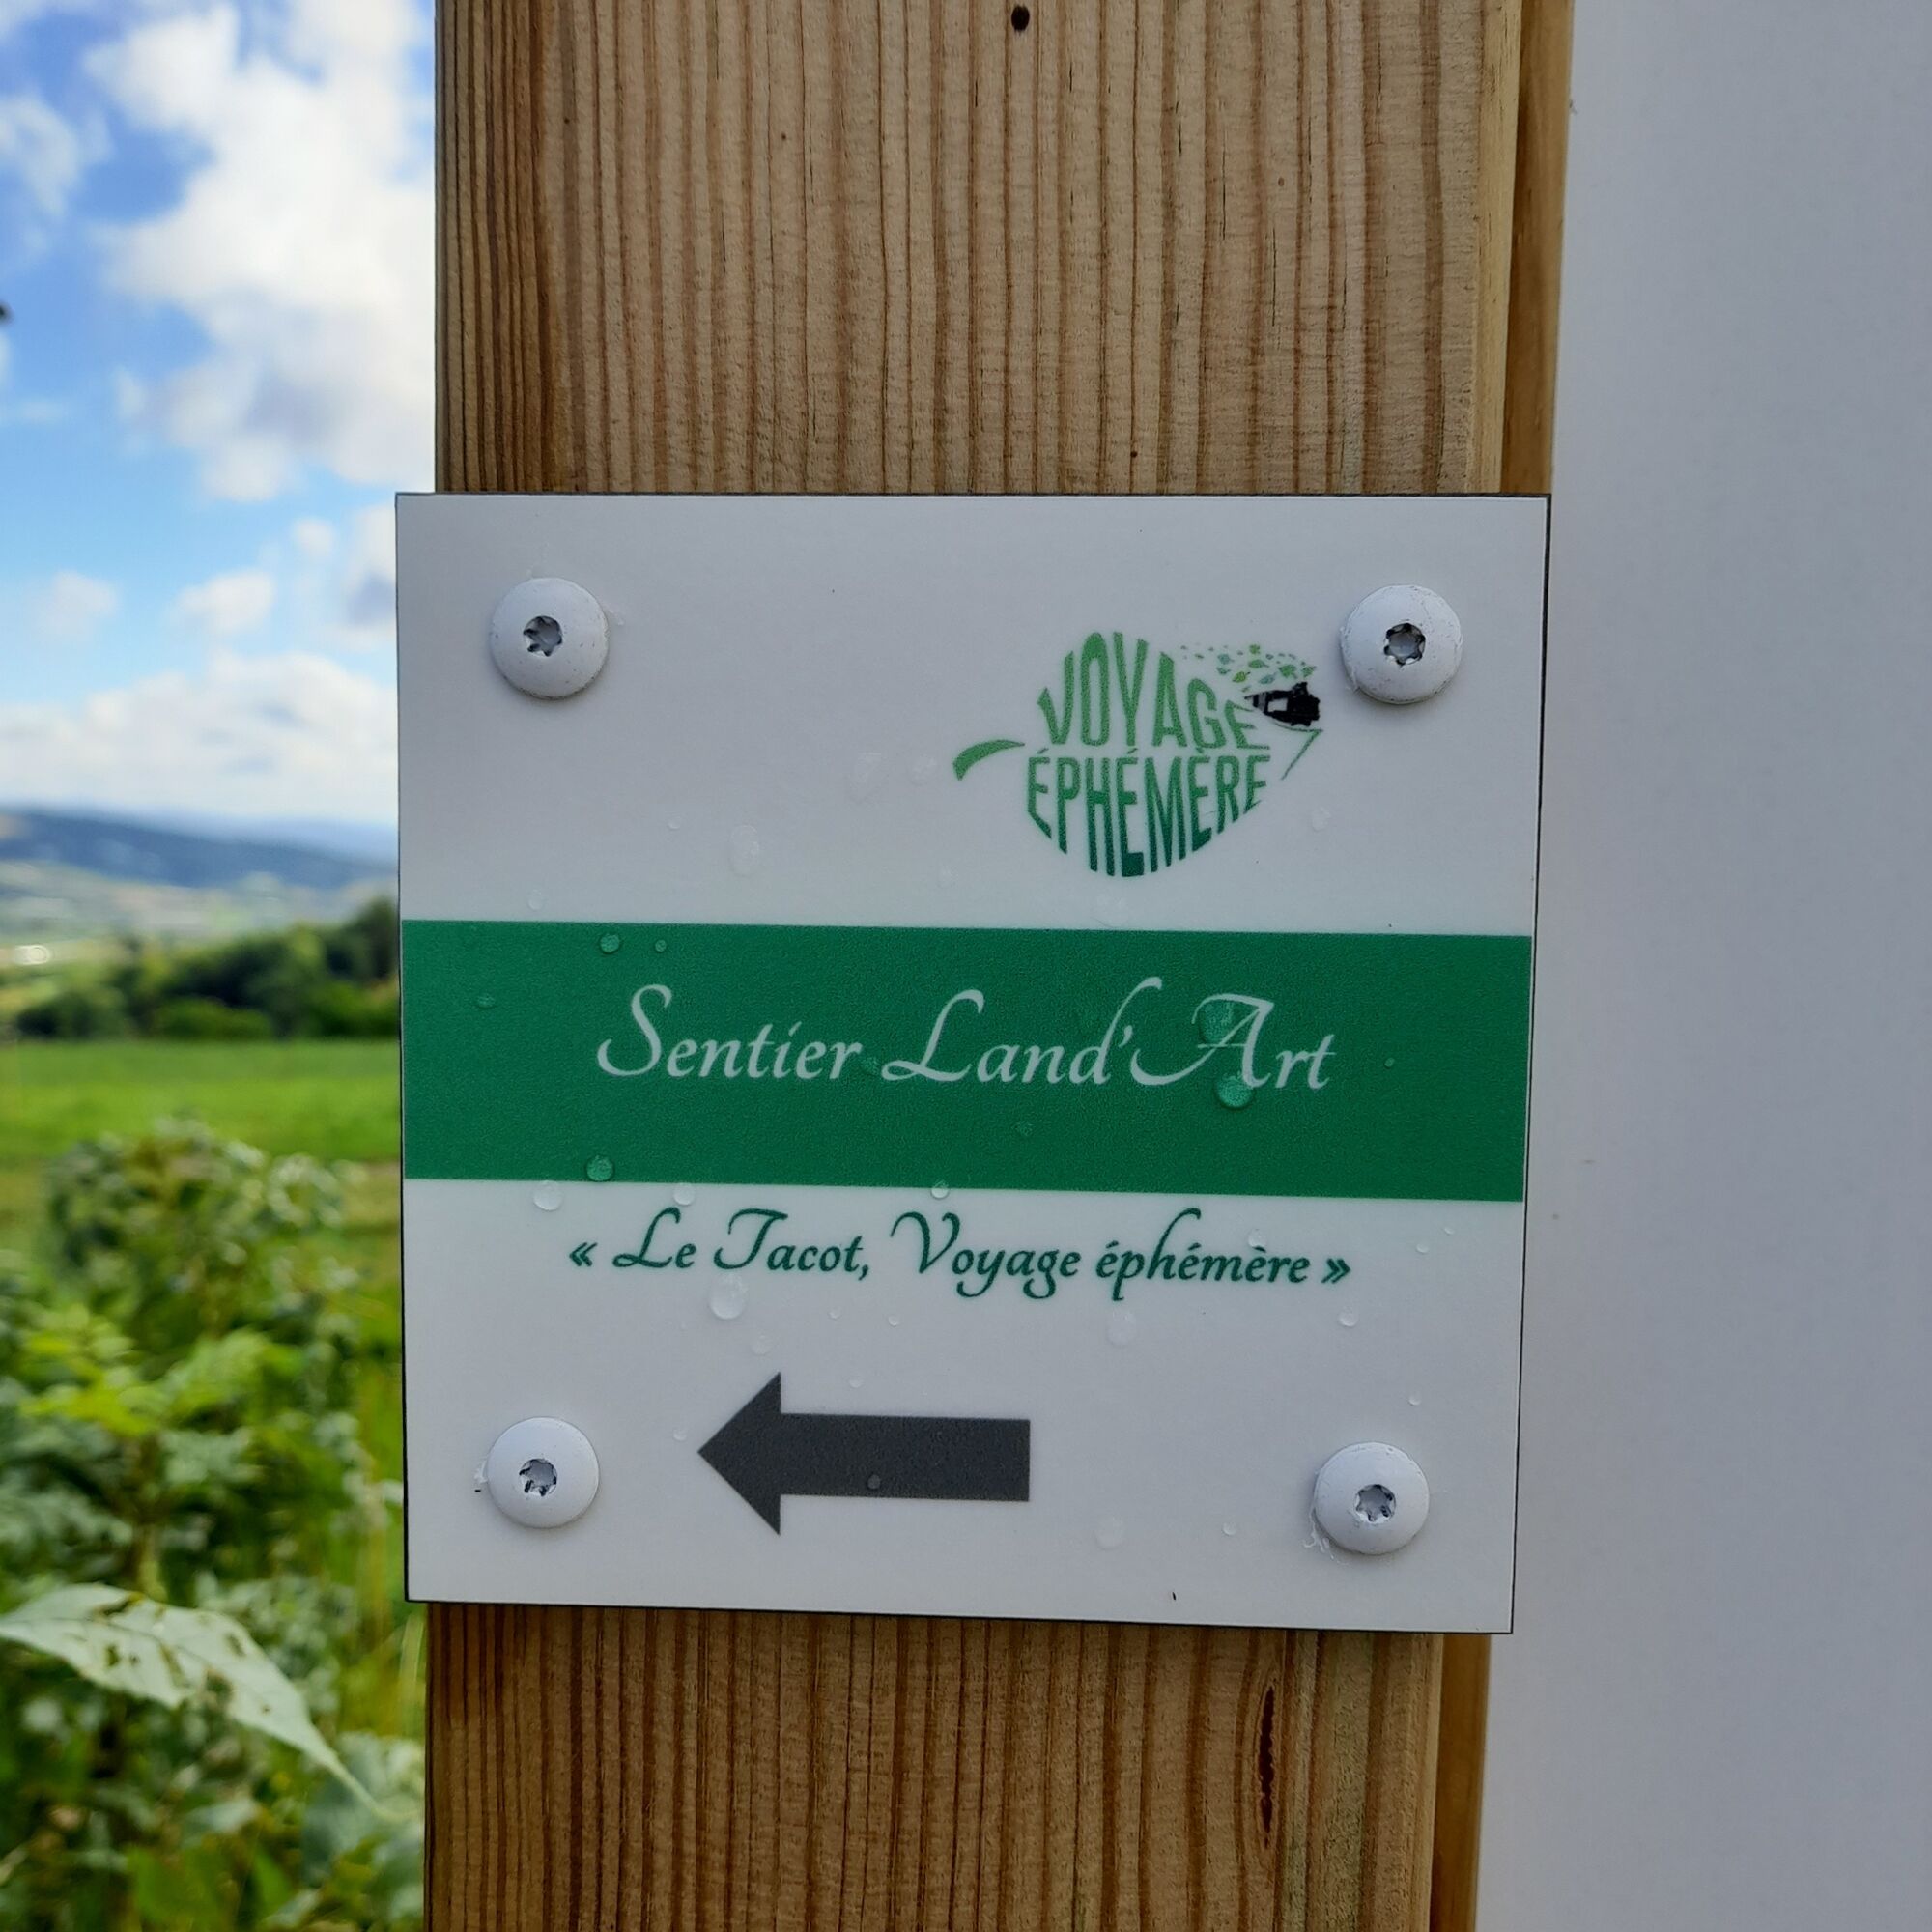 VOYAGE
ÉPHÉMÈRE
Sentier Land'Art
« Le Tacot, Voyage éphémère »